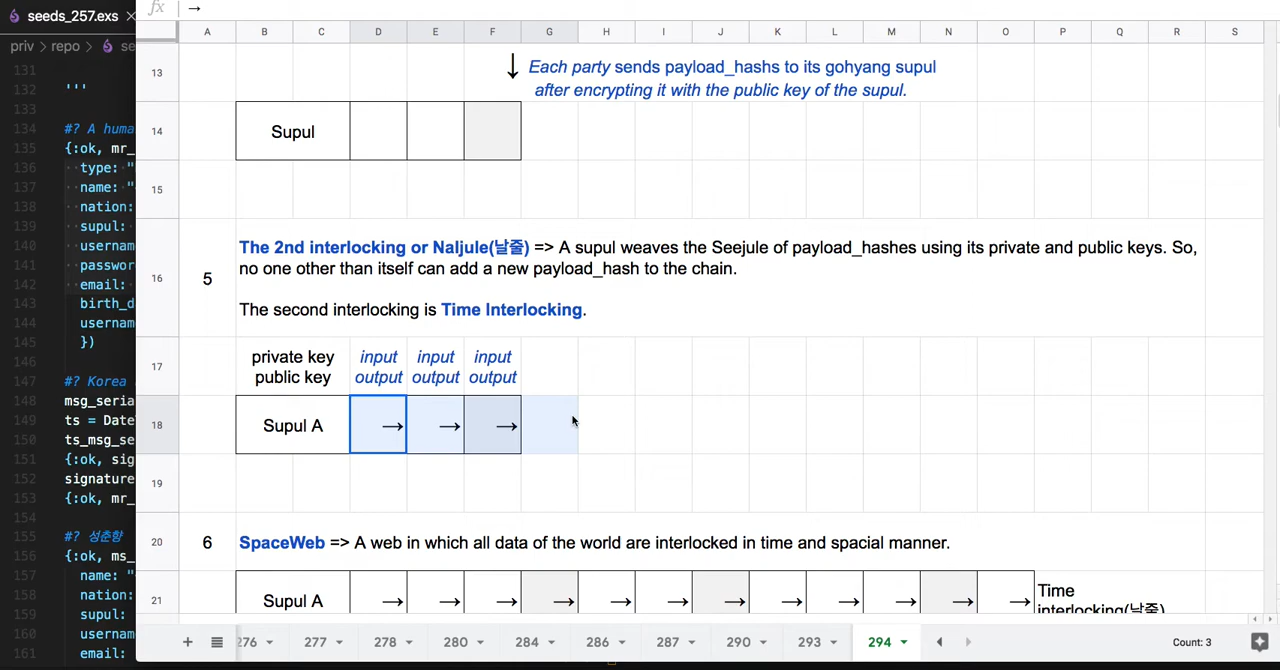 seeds_257.exs
priv > repo > se
131
132 '''
133
134 #? A huma
135 {:ok, mr_
136 type: "
137 name: "
138 nation:
139 supul:
140 usernam
141 passwor
142 email:
143 birth_d
144 usernam
145 })
146
147 #? Korea
148 msg_seria
149 ts = Date
150 ts_msg_se
151 {:ok, sig
152 signature
153 {:ok, mr_
154
155 #? 성춘향
156 {:ok, ms_
157 name: "
158 nation:
159 supul:
160 usernam
161 email:
fx →
A B C D E F G H I J K L M N O P Q R S
13 ↓ Each party sends payload_hashs to its gohyang supul
after encrypting it with the public key of the supul.
14 Supul
15
The 2nd interlocking or Naljule(날줄) => A supul weaves the Seejule of payload_hashes using its private and public keys. So,
16 5 no one other than itself can add a new payload_hash to the chain.
The second interlocking is Time Interlocking.
private key input input input
17
public key output output output
18 Supul A → → →
19
20 6 SpaceWeb => A web in which all data of the world are interlocked in time and spacial manner.
21 Supul A → → → → → → → → → → → → Time
interlocking(날줄)
+ 276 277 278 280 284 286 287 290 293 294 Count: 3